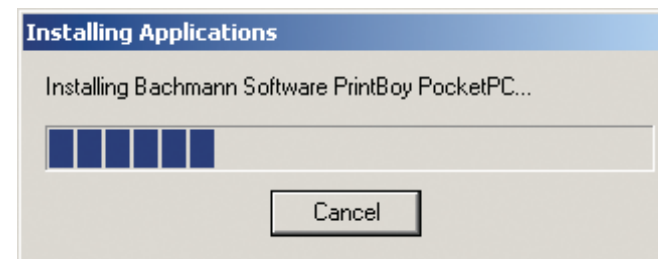 Installing Applications
Installing Bachmann Software PrintBoy PocketPC...
Cancel